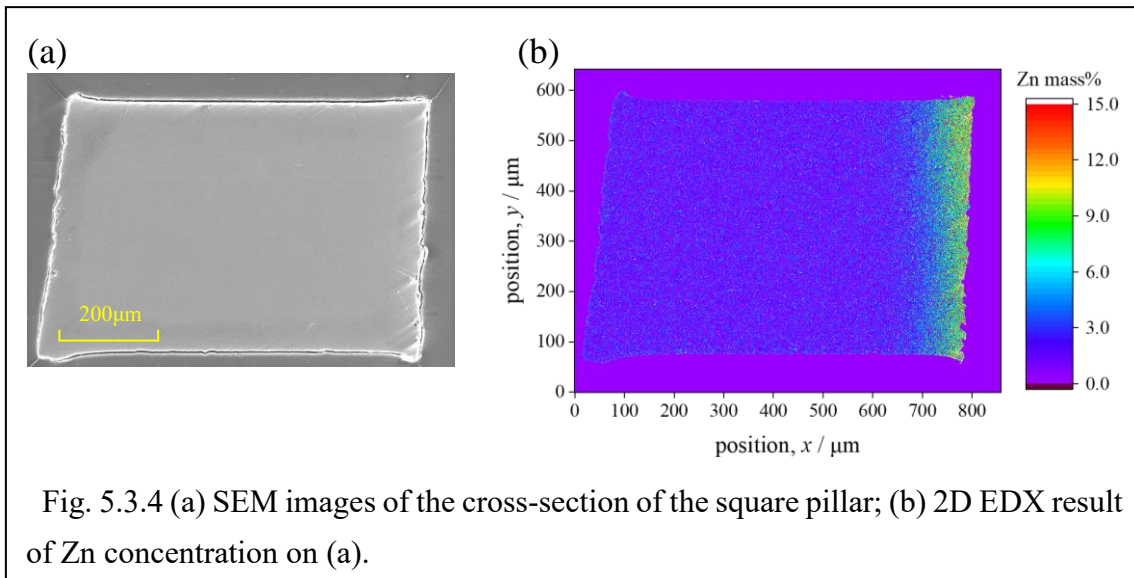 (a)
(b)
200μm
Zn mass%
15.0
12.0
9.0
6.0
3.0
0.0
position, y / μm
600
500
400
300
200
100
0
0 100 200 300 400 500 600 700 800
position, x / μm
Fig. 5.3.4 (a) SEM images of the cross-section of the square pillar; (b) 2D EDX result
of Zn concentration on (a).